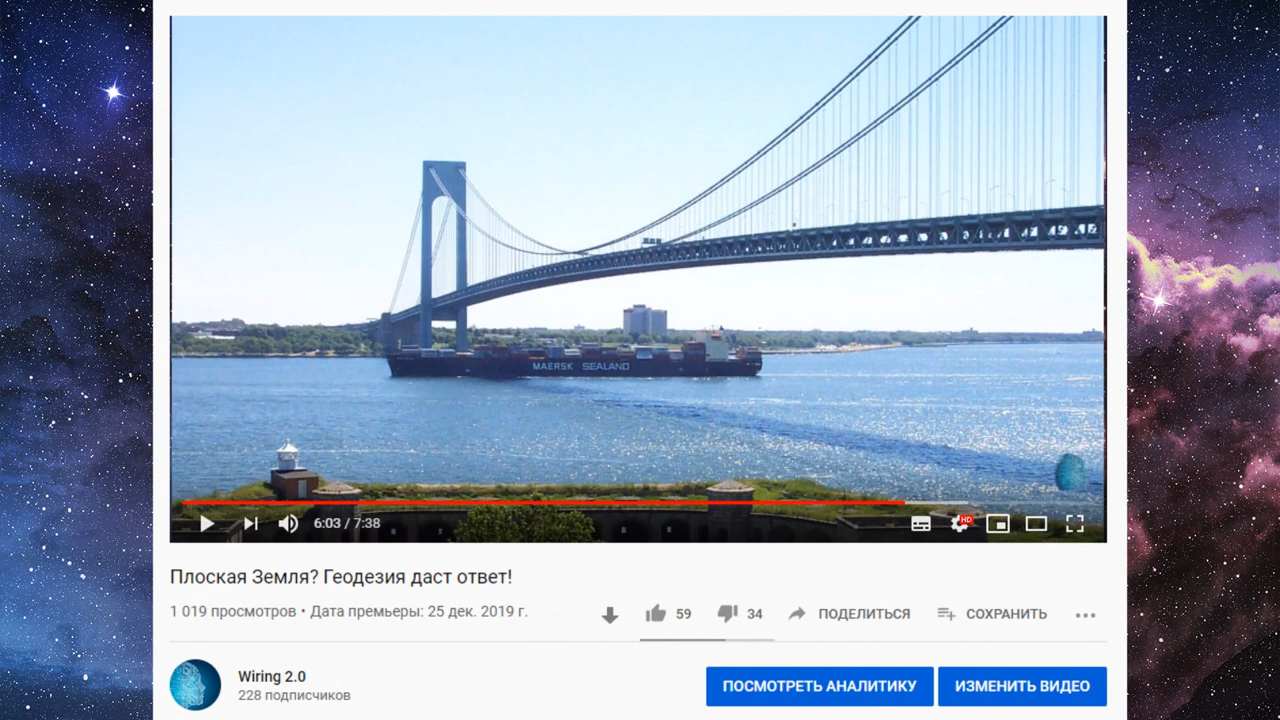 MAERSK SEALAND
6:03 / 7:38
HD
Плоская Земля? Геодезия даст ответ!
1 019 просмотров • Дата премьеры: 25 дек. 2019 г.
59
34
ПОДЕЛИТЬСЯ
СОХРАНИТЬ
Wiring 2.0
228 подписчиков
ПОСМОТРЕТЬ АНАЛИТИКУ
ИЗМЕНИТЬ ВИДЕО